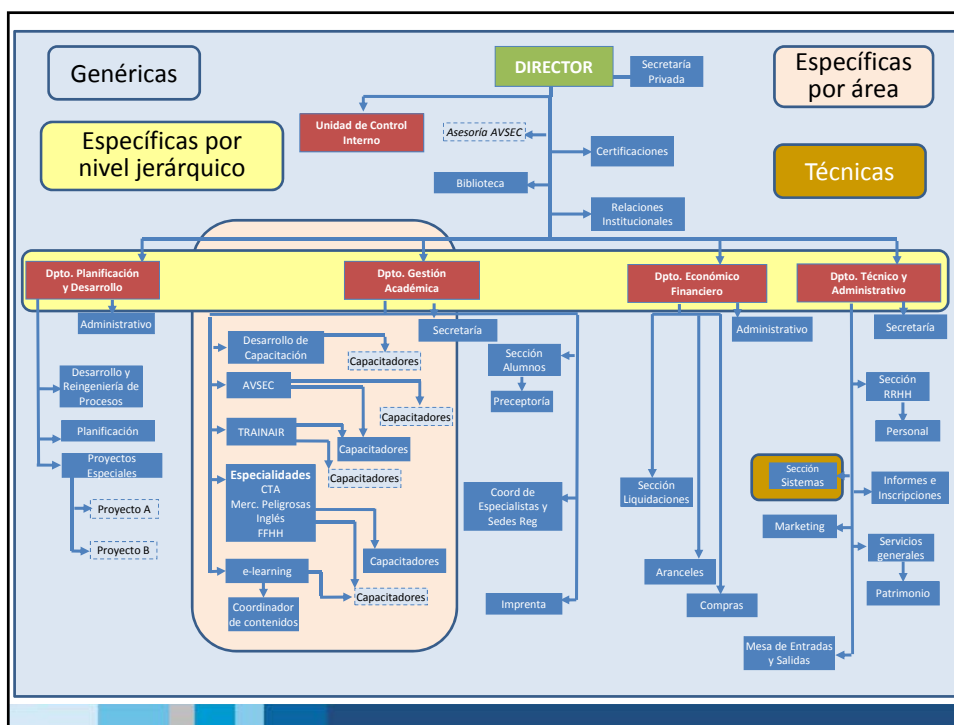 Genéricas
DIRECTOR
Secretaría
Privada
Específicas
por área
Específicas por
nivel jerárquico
Unidad de Control
Interno
Asesoría AVSEC
Certificaciones
Técnicas
Biblioteca
Relaciones
Institucionales
Dpto. Planificación
y Desarrollo
Dpto. Gestión
Académica
Dpto. Económico
Financiero
Dpto. Técnico y
Administrativo
Administrativo
Secretaría
Administrativo
Secretaría
Desarrollo de
Capacitación
Capacitadores
Sección
Alumnos
Desarrollo y
Reingeniería de
Procesos
AVSEC
Capacitadores
Preceptoría
Sección
RRHH
Planificación
TRAINAIR
Capacitadores
Personal
Proyectos
Especiales
Especialidades
CTA
Merc. Peligrosas
Inglés
FFHH
Capacitadores
Sección
Liquidaciones
Sección
Sistemas
Informes e
Inscripciones
Proyecto A
Coord de
Especialistas y
Sedes Reg
Marketing
Proyecto B
Capacitadores
Servicios
generales
e-learning
Capacitadores
Aranceles
Patrimonio
Coordinador
de contenidos
Imprenta
Compras
Mesa de Entradas
y Salidas